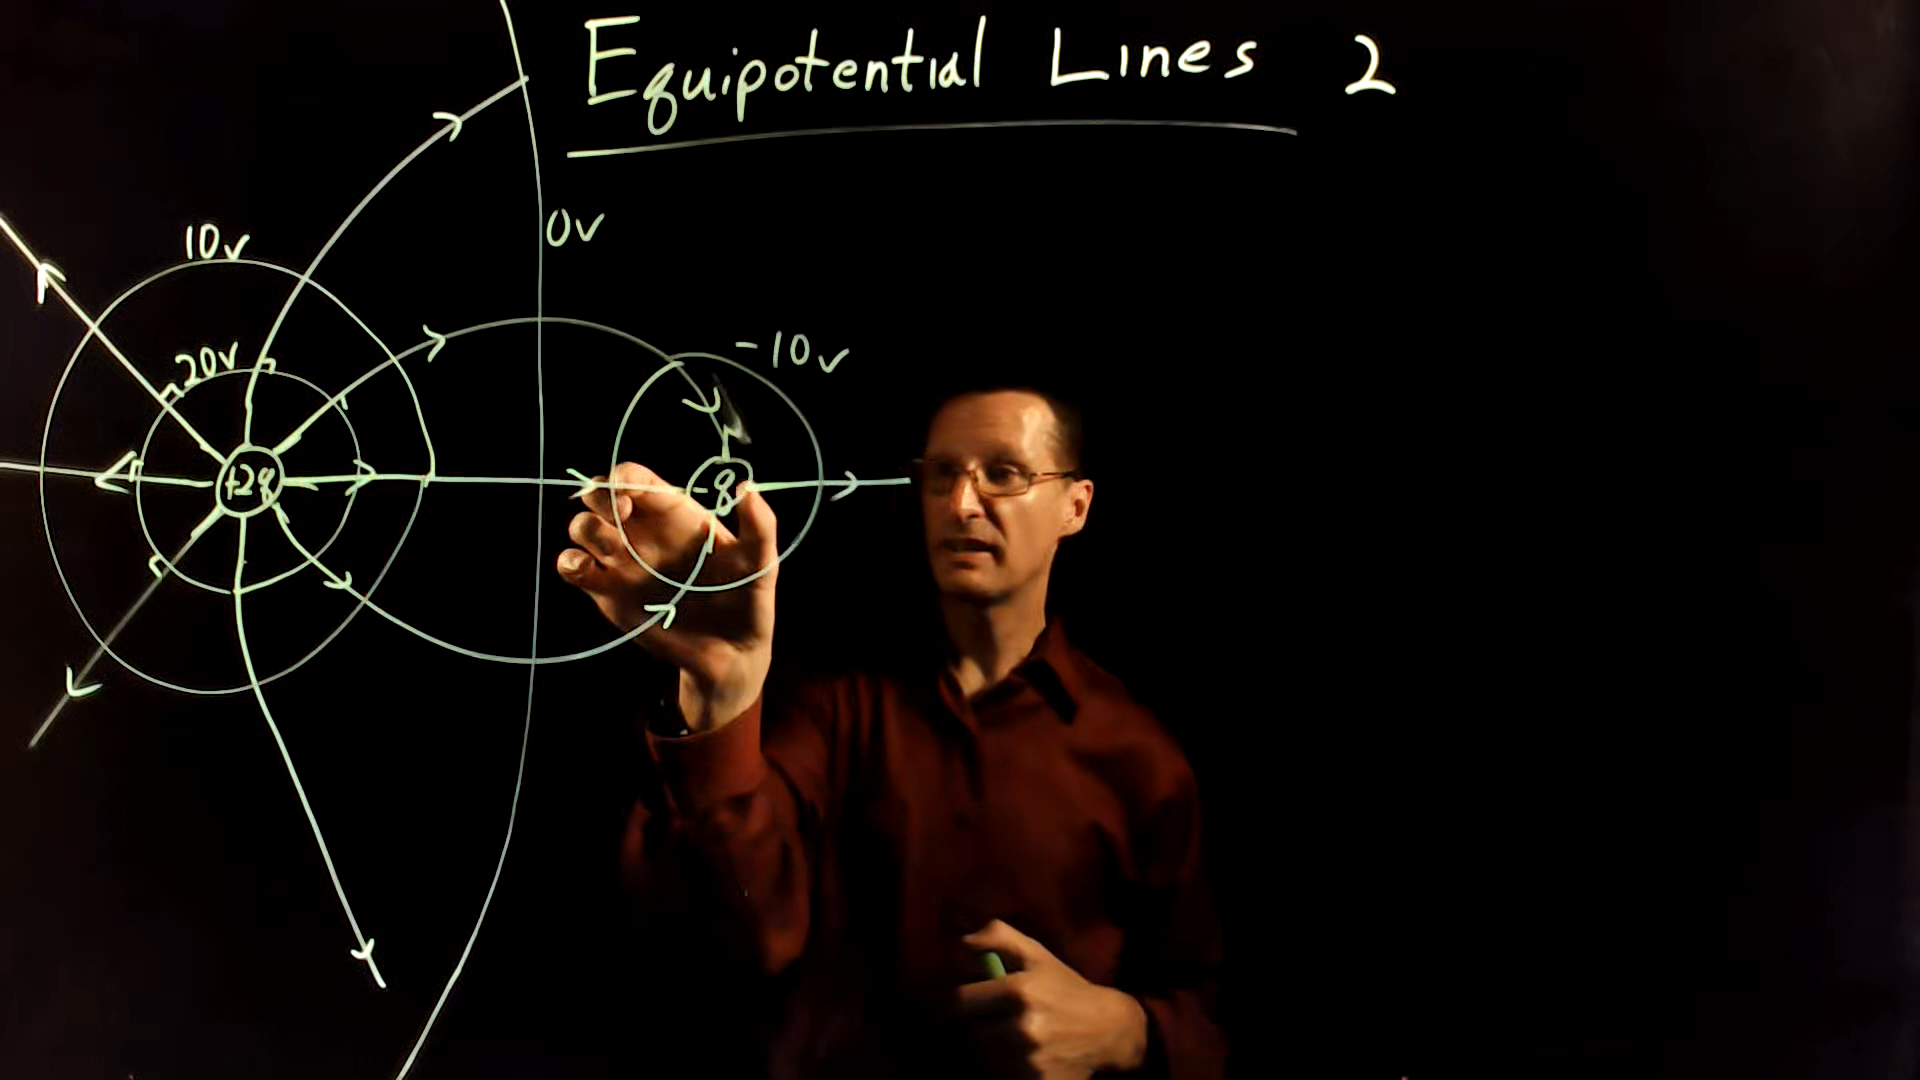 Equipotential Lines 2
0v
10v
20v
-10v
+2q
-q